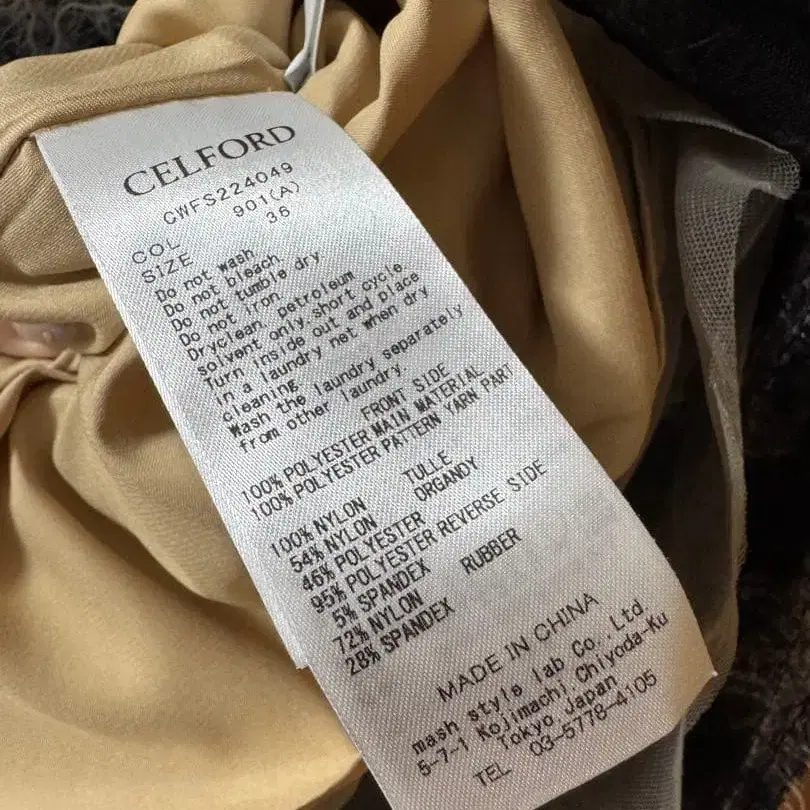 CELFORD
CWFS224049
COL 901(A)
SIZE 36
Do not wash
Do not bleach
Do not tumble dry
Do not iron
Dryclean, petroleum
solvent only short cycle
Turn inside out and place
in a laundry net when dry
cleaning
Wash the laundry separately
from other laundry
FRONT SIDE
100% POLYESTER MAIN MATERIAL
100% POLYESTER PATTERN YARN PART
TULLE
100% NYLON ORGANDY
54% NYLON
46% POLYESTER
95% POLYESTER REVERSE SIDE
5% SPANDEX
72% NYLON RUBBER
28% SPANDEX
MADE IN CHINA
mash style lab Co., Ltd.
5-7-1 Kojimachi Chiyoda-Ku
Tokyo Japan
TEL 03-5778-4105